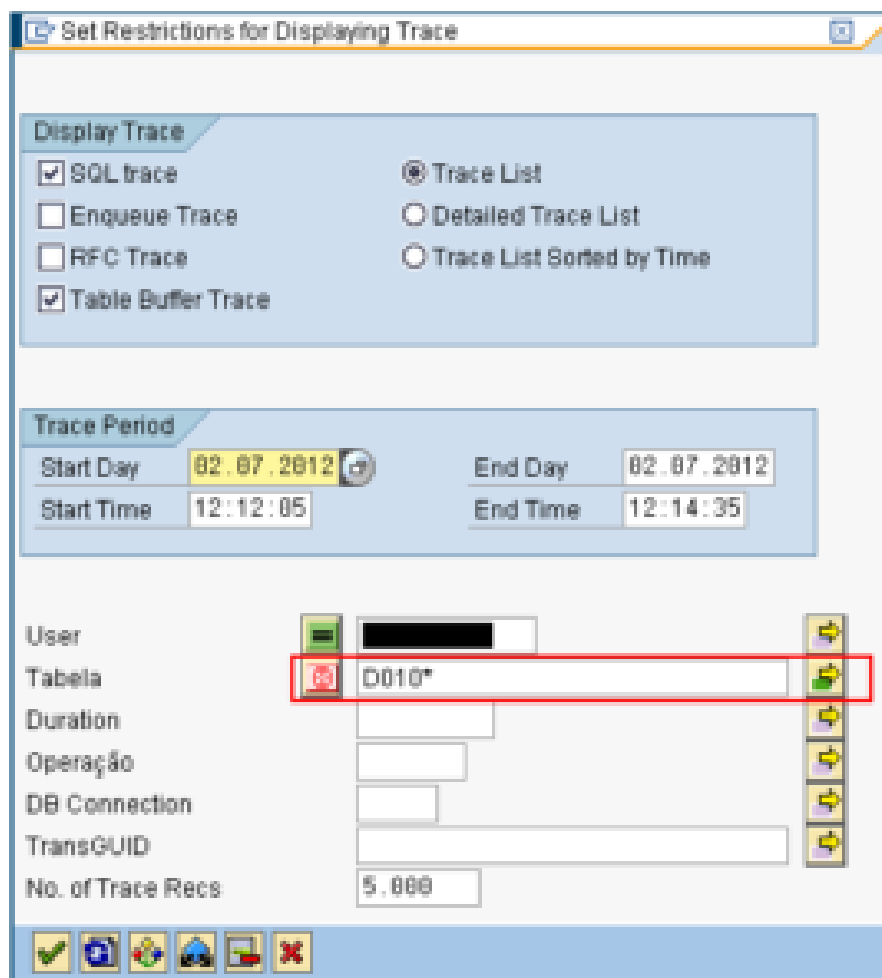 Set Restrictions for Displaying Trace
Display Trace
SQL trace
Trace List
Enqueue Trace
Detailed Trace List
RFC Trace
Trace List Sorted by Time
Table Buffer Trace
Trace Period
Start Day 02.07.2012 End Day 02.07.2012
Start Time 12:12:05 End Time 12:14:35
User
Tabela D010*
Duration
Operação
DB Connection
TransGUID
No. of Trace Recs 5.000